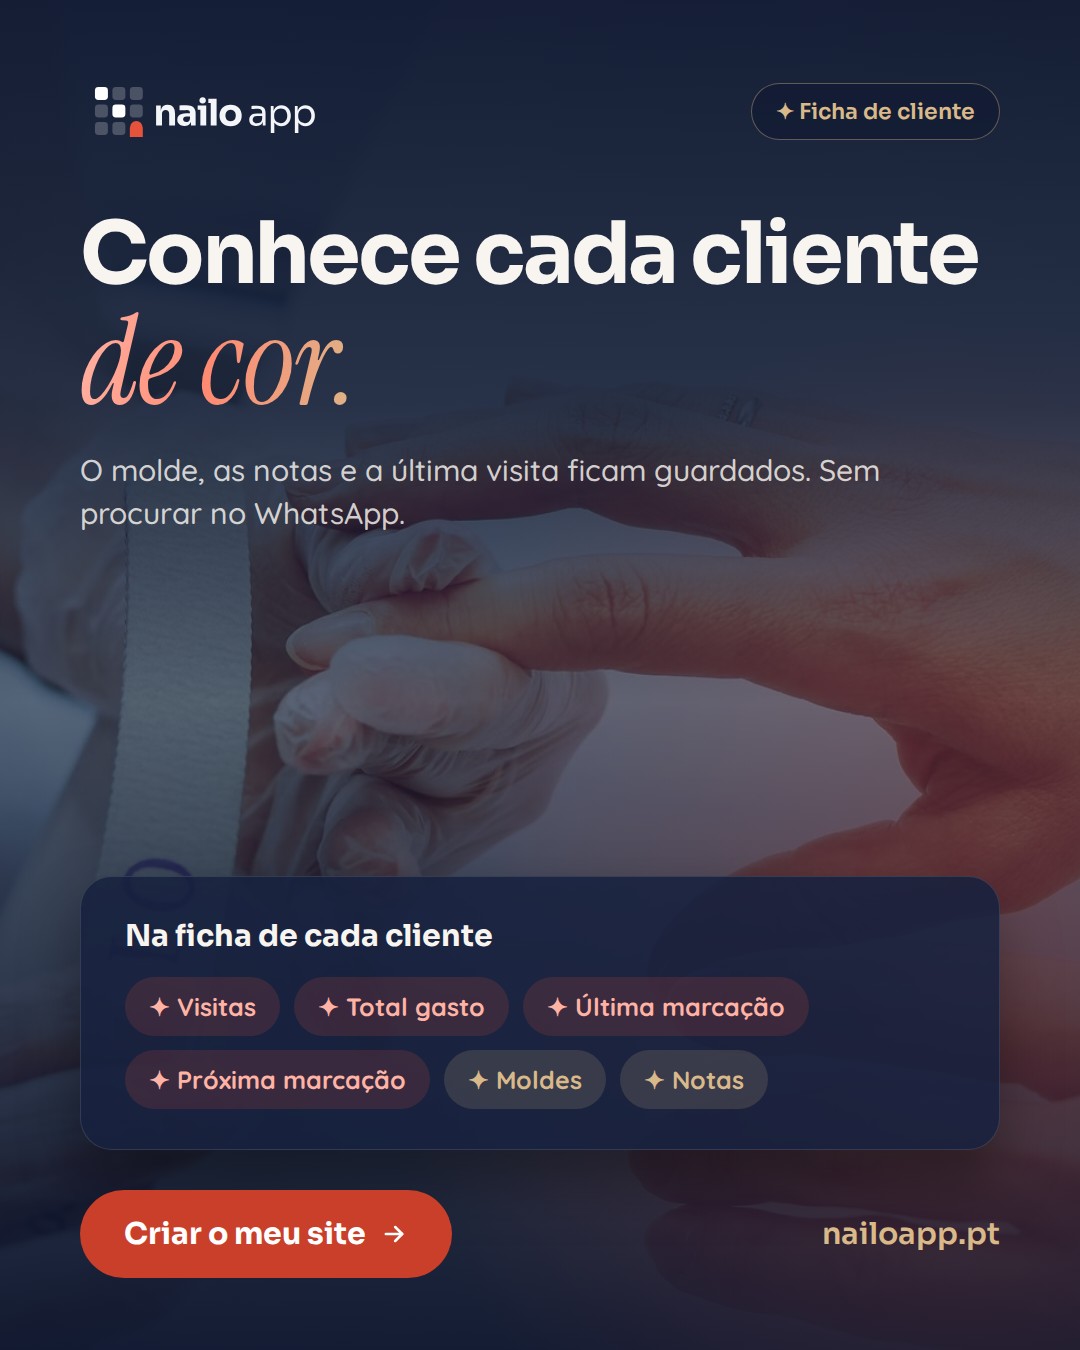 nailo app
✦ Ficha de cliente
Conhece cada cliente
de cor.
O molde, as notas e a última visita ficam guardados. Sem
procurar no WhatsApp.
Na ficha de cada cliente
✦ Visitas ✦ Total gasto ✦ Última marcação
✦ Próxima marcação ✦ Moldes ✦ Notas
Criar o meu site →
nailoapp.pt